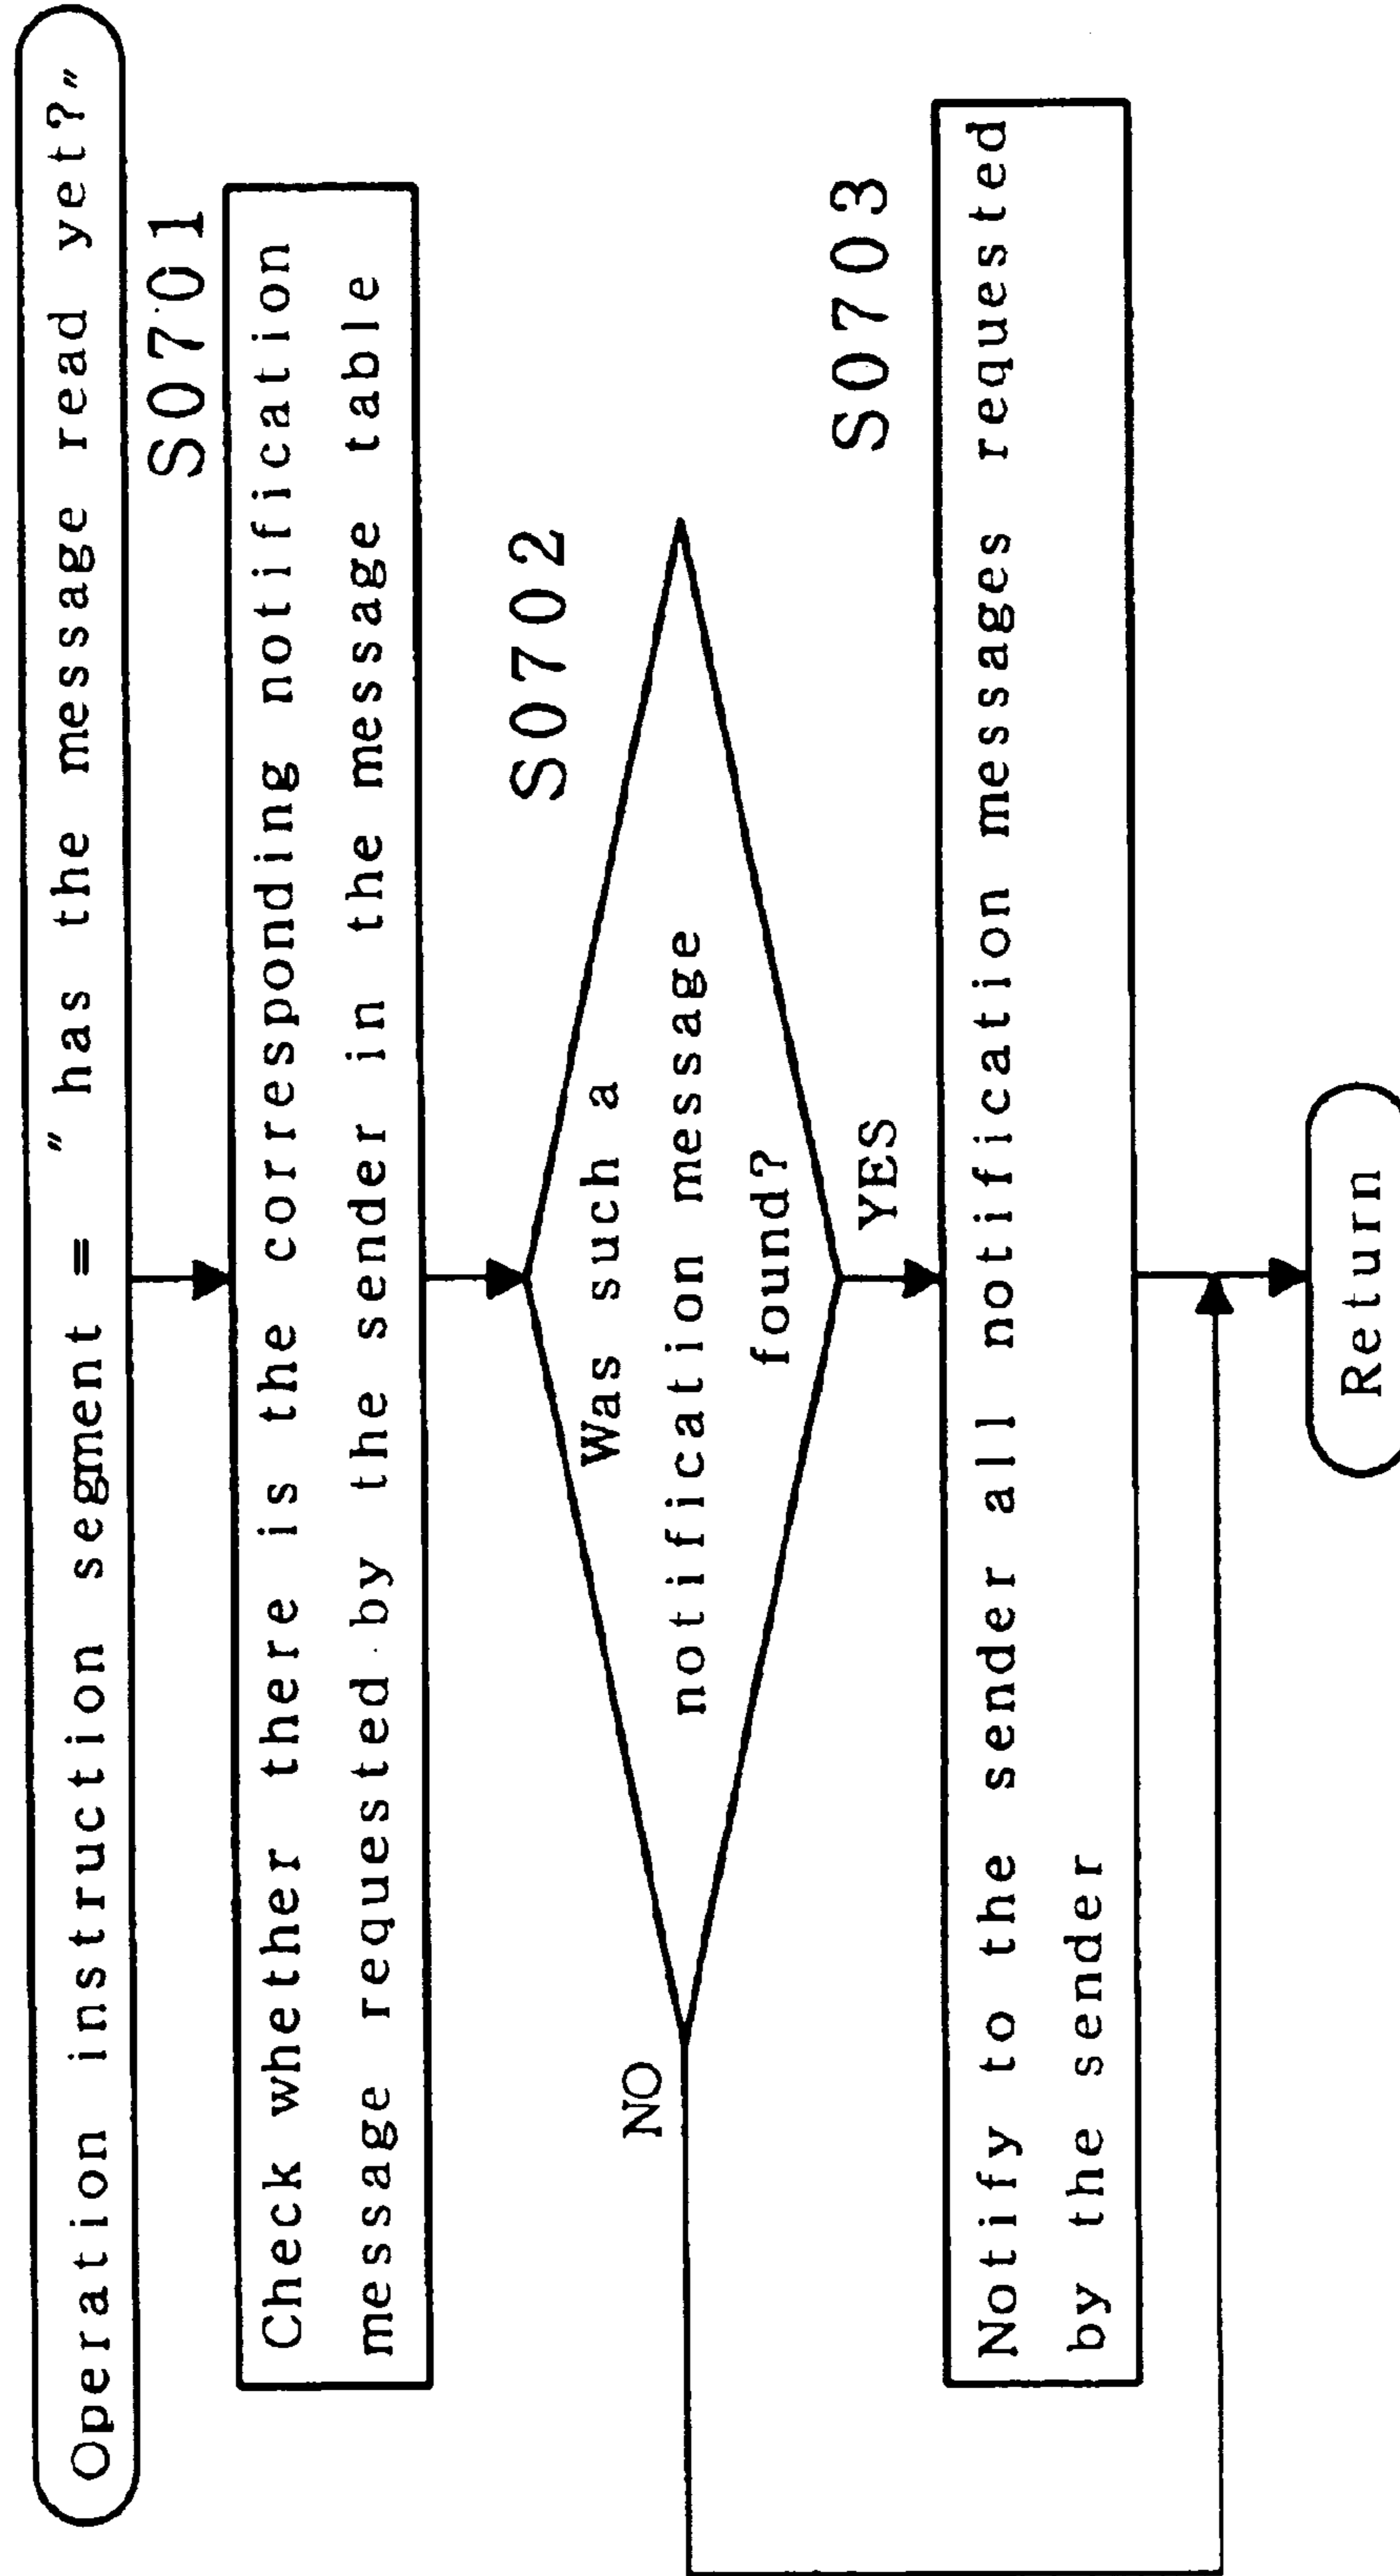 Operation instruction segment = "has the message read yet?"
S0701
Check whether there is the corresponding notification
message requested by the sender in the message table
S0702
Was such a
notification message
found?
NO
YES
S0703
Notify to the sender all notification messages requested
by the sender
Return